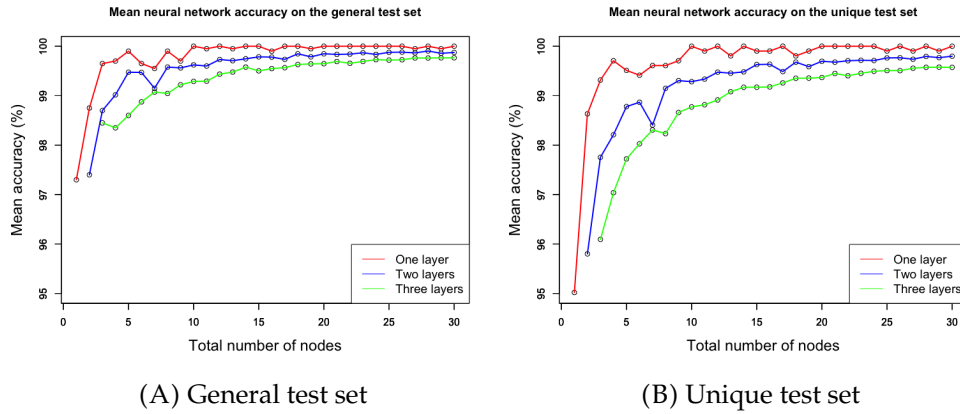 Mean neural network accuracy on the general test set
Mean accuracy (%)
100
99
98
97
96
95
0 5 10 15 20 25 30
Total number of nodes
One layer
Two layers
Three layers
(A) General test set
Mean neural network accuracy on the unique test set
Mean accuracy (%)
100
99
98
97
96
95
0 5 10 15 20 25 30
Total number of nodes
One layer
Two layers
Three layers
(B) Unique test set